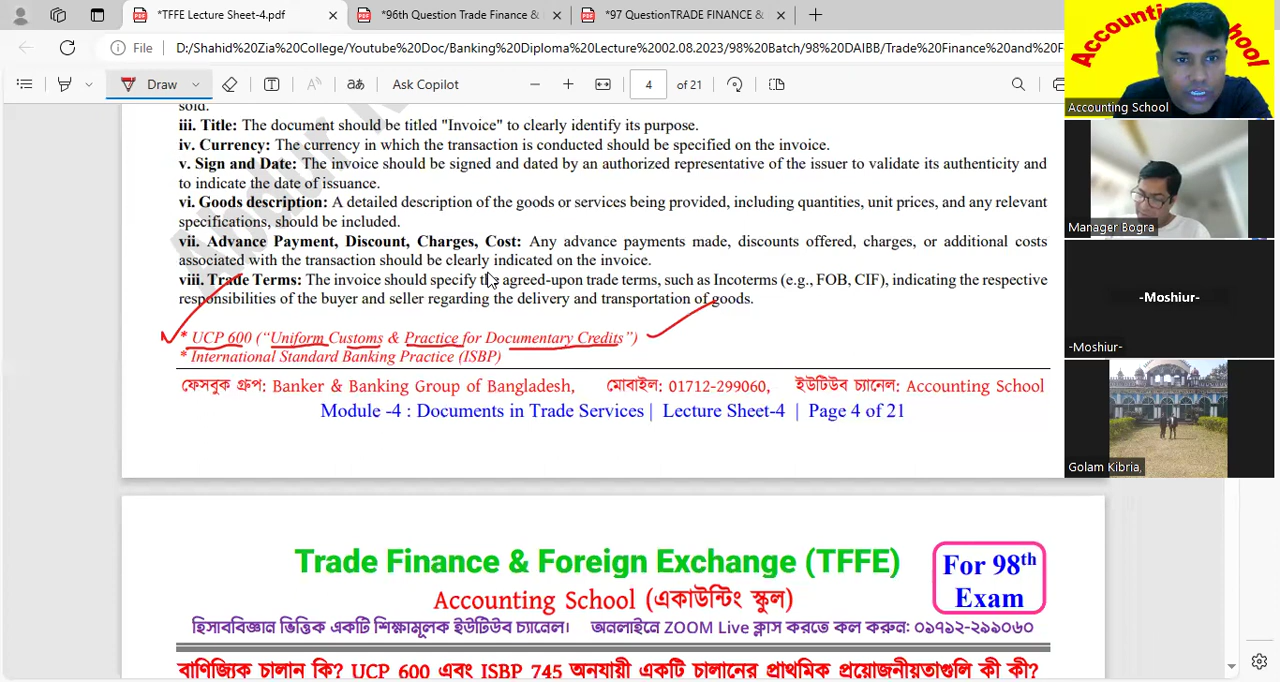 *TFFE Lecture Sheet-4.pdf
*96th Question Trade Finance &
*97 QuestionTRADE FINANCE &
File
D:/Shahid%20Zia%20College/Youtube%20Doc/Banking%20Diploma%20Lecture%2002.08.2023/98%20Batch/98%20DAIBB/Trade%20Finance%20and%20F
Draw
Ask Copilot
4 of 21
sold.
iii. Title: The document should be titled "Invoice" to clearly identify its purpose.
iv. Currency: The currency in which the transaction is conducted should be specified on the invoice.
v. Sign and Date: The invoice should be signed and dated by an authorized representative of the issuer to validate its authenticity and
to indicate the date of issuance.
vi. Goods description: A detailed description of the goods or services being provided, including quantities, unit prices, and any relevant
specifications, should be included.
vii. Advance Payment, Discount, Charges, Cost: Any advance payments made, discounts offered, charges, or additional costs
associated with the transaction should be clearly indicated on the invoice.
viii. Trade Terms: The invoice should specify the agreed-upon trade terms, such as Incoterms (e.g., FOB, CIF), indicating the respective
responsibilities of the buyer and seller regarding the delivery and transportation of goods.
* UCP 600 (“Uniform Customs & Practice for Documentary Credits”)
* International Standard Banking Practice (ISBP)
ফেসবুক গ্রুপ: Banker & Banking Group of Bangladesh, মোবাইল: 01712-299060, ইউটিউব চ্যানেল: Accounting School
Module -4 : Documents in Trade Services | Lecture Sheet-4 | Page 4 of 21
Trade Finance & Foreign Exchange (TFFE)
For 98th
Exam
Accounting School (একাউন্টিং স্কুল)
হিসাববিজ্ঞান ভিত্তিক একটি শিক্ষামূলক ইউটিউব চ্যানেল। অনলাইনে ZOOM Live ক্লাস করতে কল করুন: ০১৭১২-২৯৯০৬০
বাণিজ্যিক চালান কি? UCP 600 এবং ISBP 745 অনুযায়ী একটি চালানের প্রাথমিক প্রয়োজনীয়তাগুলি কী কী?
Accounting School
Manager Bogra
-Moshiur-
-Moshiur-
Golam Kibria,